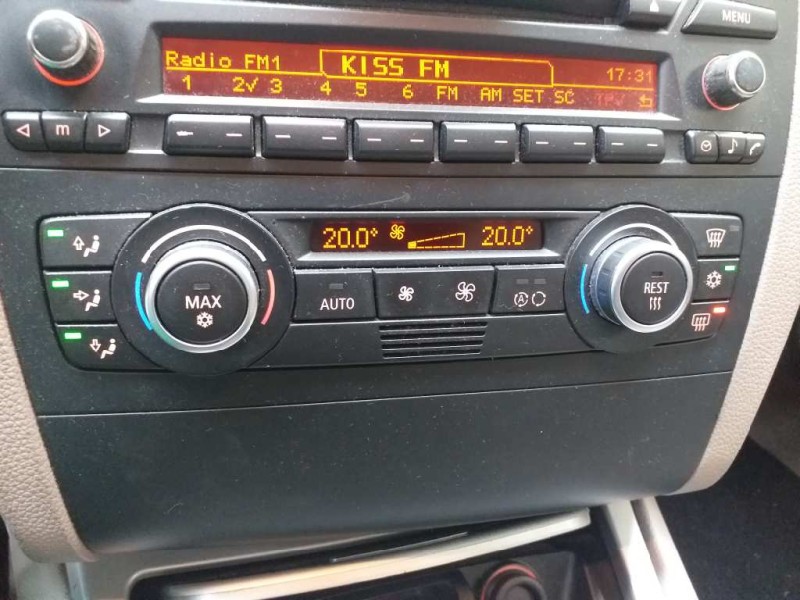 MENU
Radio FM1 KISS FM 17:31
1 2✓ 3 4 5 6 FM AM SET SC TP/
m
20.0° 20.0°
MAX AUTO A REST